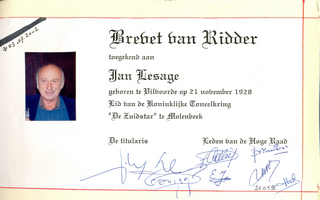 Brevet van Ridder
toegekend aan
Jan Lesage
geboren te Vilvoorde op 21 november 1928
Lid van de Koninklijke Toneelkring
"De Zuidstar" te Molenbeek
De titularis
Leden van de Hoge Raad